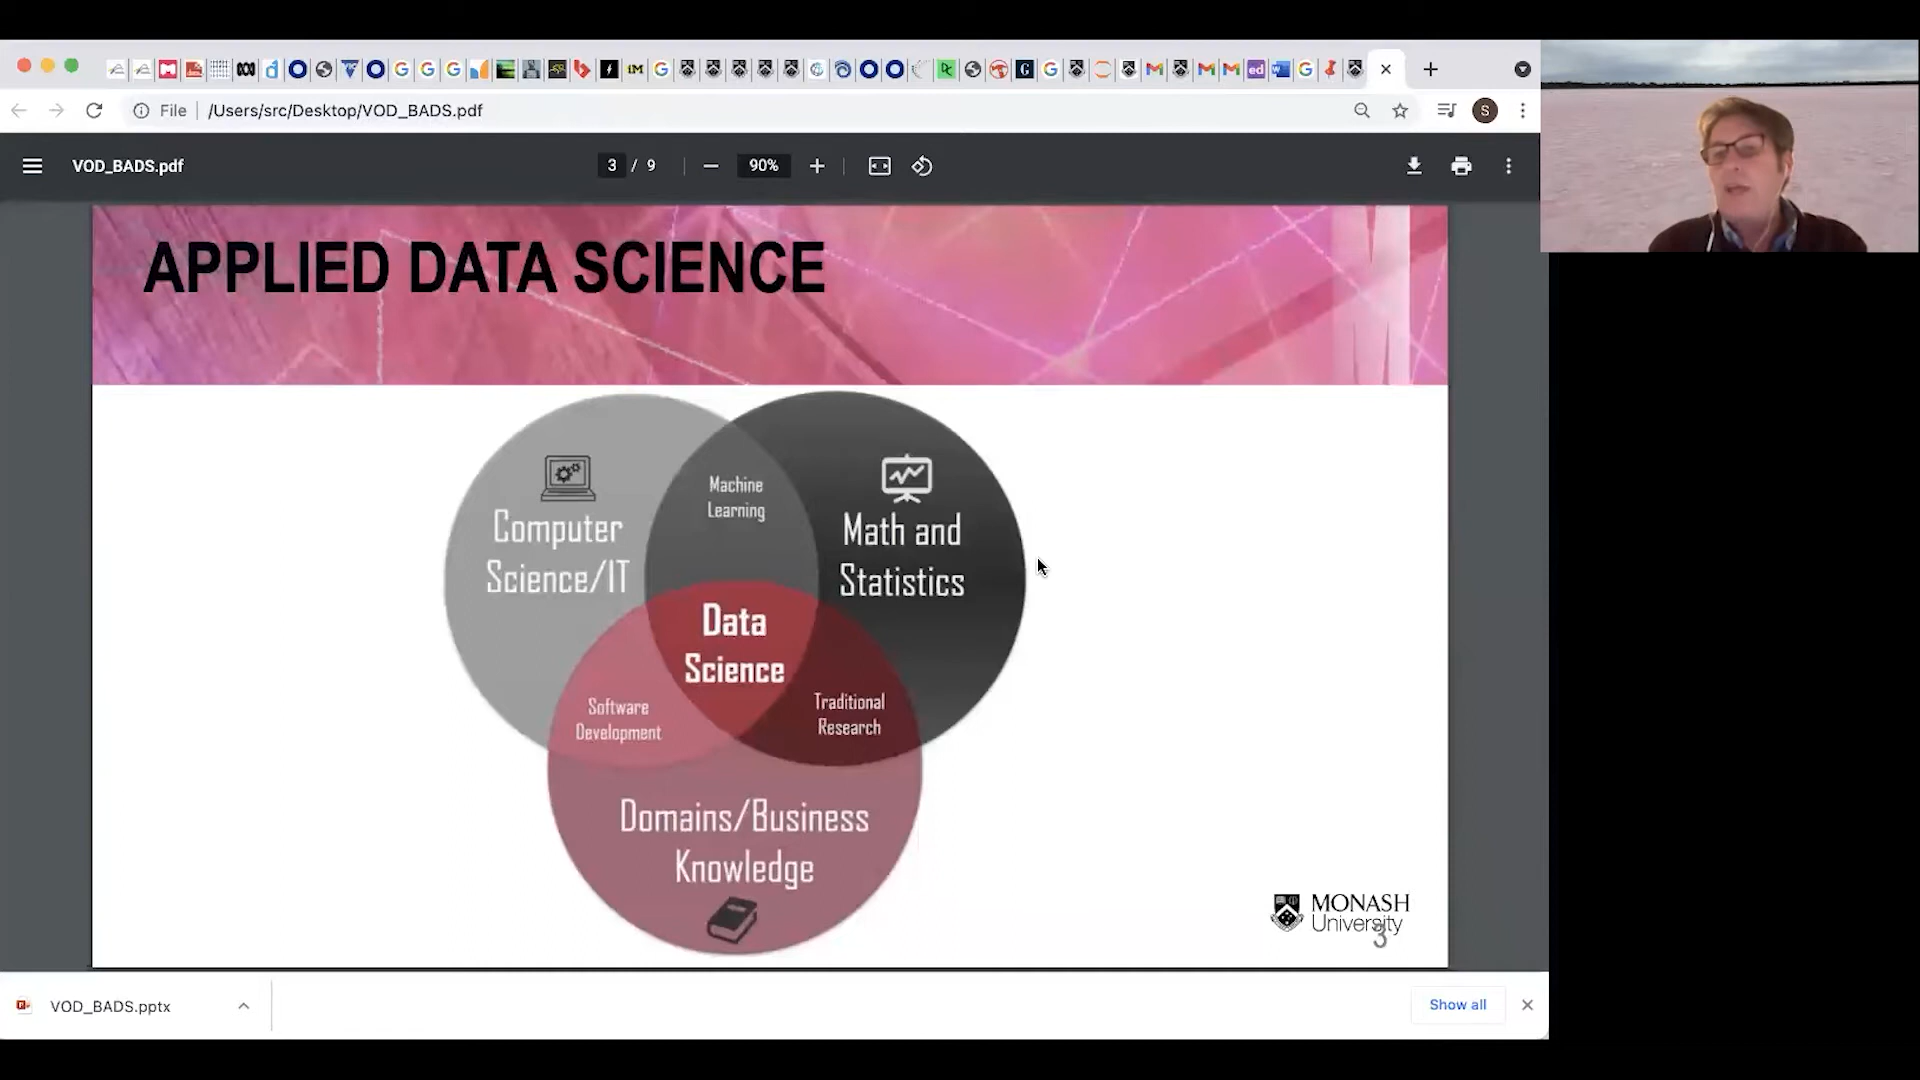 File
/Users/src/Desktop/VOD_BADS.pdf
S
VOD_BADS.pdf
3 / 9
90%
APPLIED DATA SCIENCE
Machine
Learning
Computer
Science/IT
Math and
Statistics
Data
Science
Software
Development
Traditional
Research
Domains/Business
Knowledge
MONASH
University
3
VOD_BADS.pptx
Show all